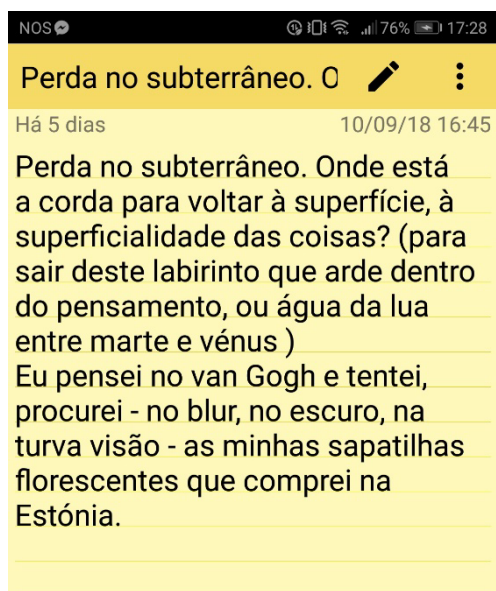 NOS 76% 17:28
Perda no subterrâneo. O
Há 5 dias 10/09/18 16:45
Perda no subterrâneo. Onde está
a corda para voltar à superfície, à
superficialidade das coisas? (para
sair deste labirinto que arde dentro
do pensamento, ou água da lua
entre marte e vénus )
Eu pensei no van Gogh e tentei,
procurei - no blur, no escuro, na
turva visão - as minhas sapatilhas
florescentes que comprei na
Estónia.